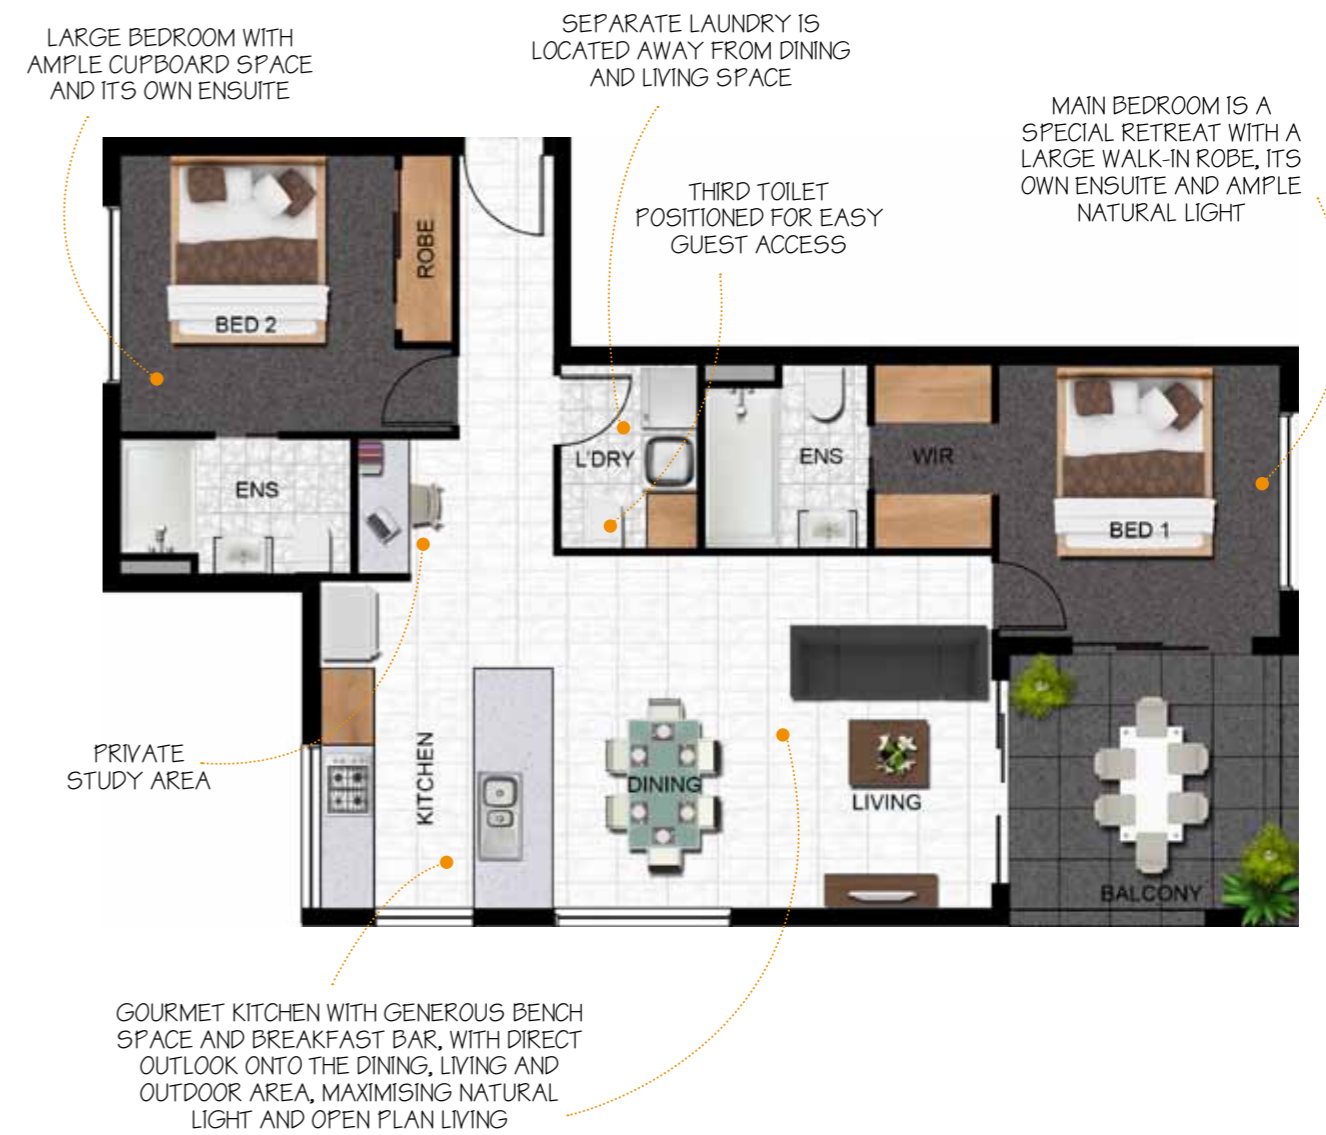 LARGE BEDROOM WITH
AMPLE CUPBOARD SPACE
AND ITS OWN ENSUITE
SEPARATE LAUNDRY IS
LOCATED AWAY FROM DINING
AND LIVING SPACE
MAIN BEDROOM IS A
SPECIAL RETREAT WITH A
LARGE WALK-IN ROBE, ITS
OWN ENSUITE AND AMPLE
NATURAL LIGHT
THIRD TOILET
POSITIONED FOR EASY
GUEST ACCESS
ROBE
BED 2
ENS
L'DRY
ENS
WIR
BED 1
PRIVATE
STUDY AREA
KITCHEN
DINING
LIVING
BALCONY
GOURMET KITCHEN WITH GENEROUS BENCH
SPACE AND BREAKFAST BAR, WITH DIRECT
OUTLOOK ONTO THE DINING, LIVING AND
OUTDOOR AREA, MAXIMISING NATURAL
LIGHT AND OPEN PLAN LIVING